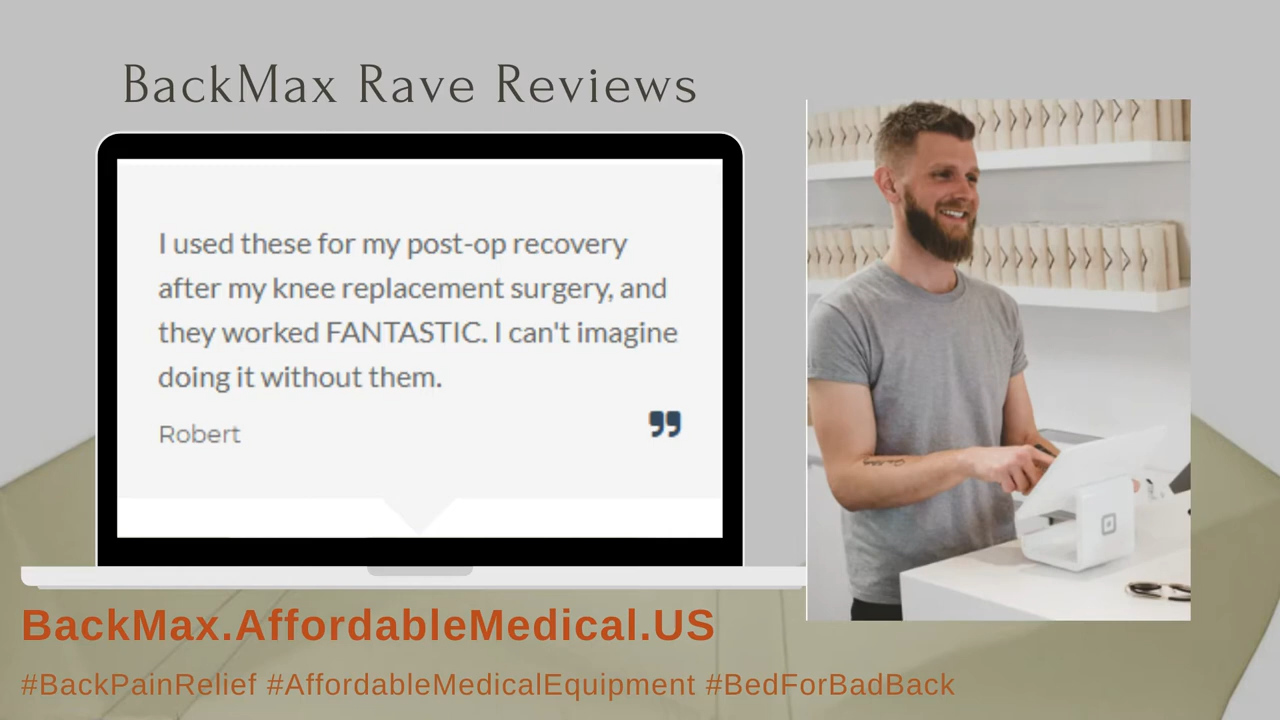 BackMax Rave Reviews
I used these for my post-op recovery
after my knee replacement surgery, and
they worked FANTASTIC. I can't imagine
doing it without them.
Robert
”
BackMax.AffordableMedical.US
#BackPainRelief #AffordableMedicalEquipment #BedForBadBack